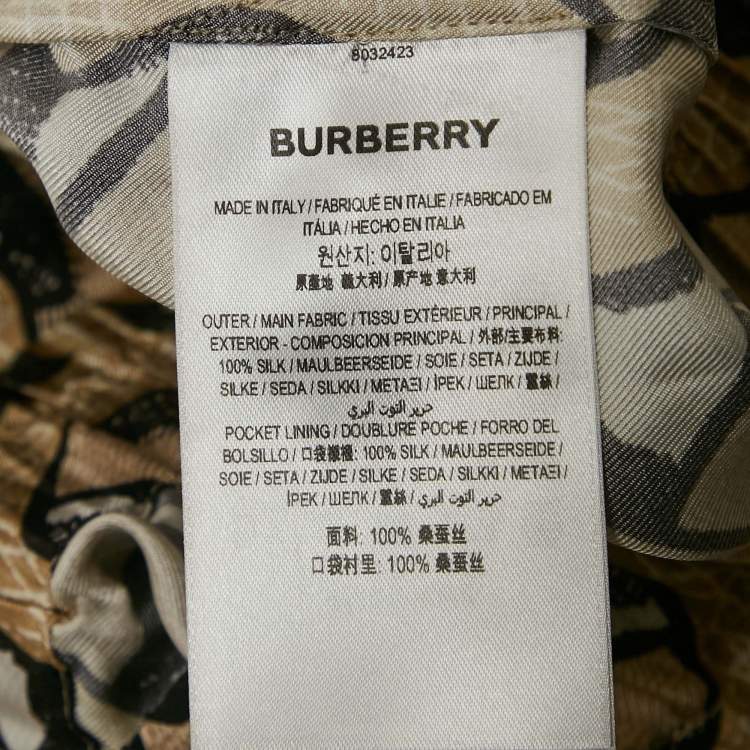 8032423
BURBERRY
MADE IN ITALY / FABRIQUÉ EN ITALIE / FABRICADO EM
ITÁLIA / HECHO EN ITALIA
원산지: 이탈리아
原產地 義大利 / 原产地 意大利
OUTER / MAIN FABRIC / TISSU EXTÉRIEUR / PRINCIPAL /
EXTERIOR - COMPOSICION PRINCIPAL / 外部/主要布料:
100% SILK / MAULBEERSEIDE / SOIE / SETA / ZIJDE /
SILKE / SEDA / SILKKI / ΜΕΤΑΞΙ / İPEK / ШЕЛК / 蠶絲 /
حرير التوت البري
POCKET LINING / DOUBLURE POCHE / FORRO DEL
BOLSILLO / 口袋襯裡: 100% SILK / MAULBEERSEIDE /
SOIE / SETA / ZIJDE / SILKE / SEDA / SILKKI / ΜΕΤΑΞΙ /
İPEK / ШЕЛК / 蠶絲 / حرير التوت البري
面料: 100% 桑蚕丝
口袋衬里: 100% 桑蚕丝